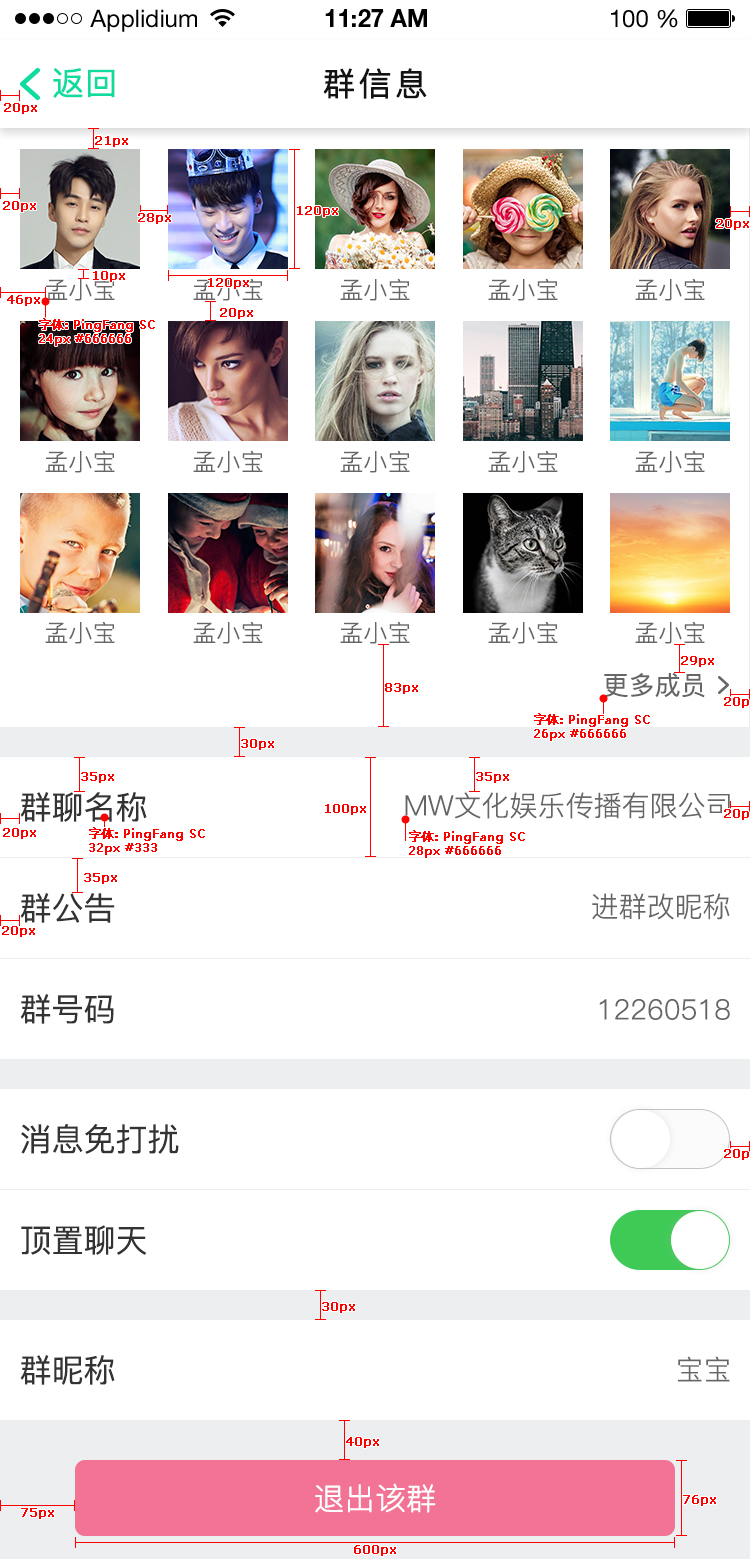 Applidium 11:27 AM 100 %
返回 群信息
20px
21px
20px 28px 120px 20px
10px 120px
46px 孟小宝 孟小宝 孟小宝 孟小宝 孟小宝
20px
字体: PingFang SC
24px #666666
孟小宝 孟小宝 孟小宝 孟小宝 孟小宝
孟小宝 孟小宝 孟小宝 孟小宝 孟小宝
29px
83px 更多成员 20px
字体: PingFang SC
26px #666666
30px
35px 35px
群聊名称 100px MW文化娱乐传播有限公司 20px
20px
字体: PingFang SC
32px #333
字体: PingFang SC
28px #666666
35px
群公告 进群改昵称
20px
群号码 12260518
消息免打扰 20px
顶置聊天
30px
群昵称 宝宝
40px
退出该群 76px
75px
600px